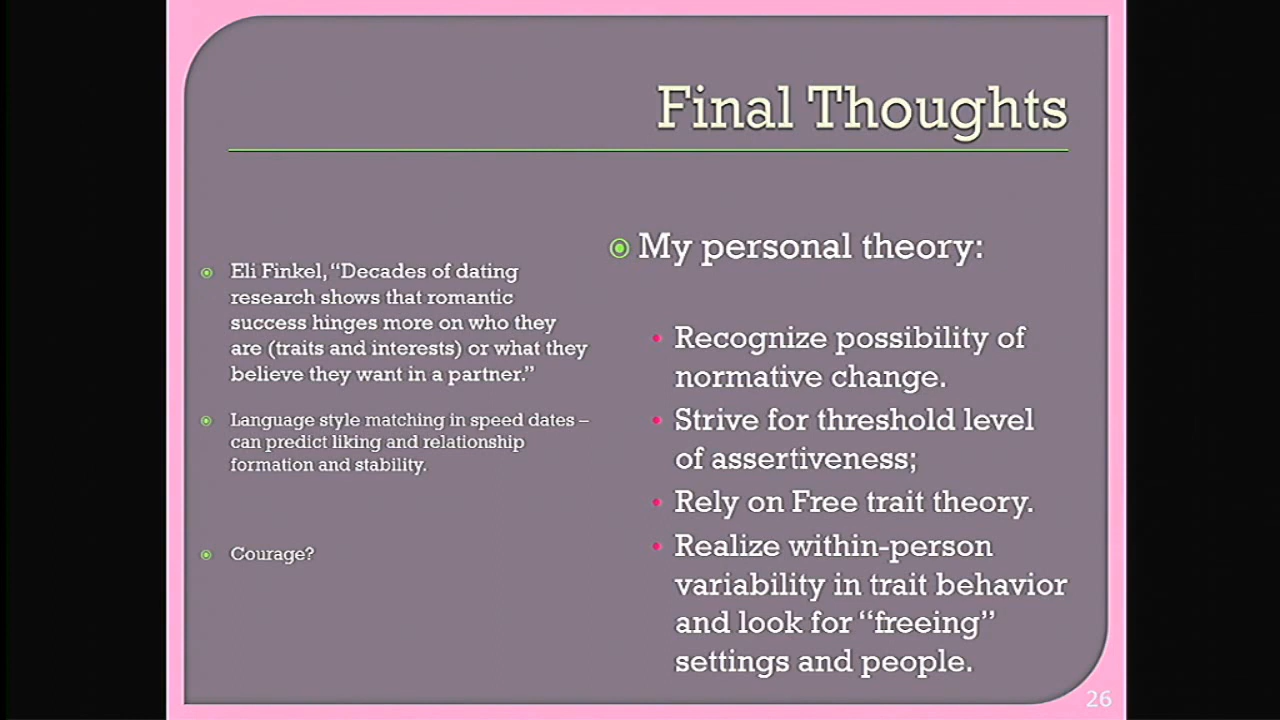 Final Thoughts
Eli Finkel, “Decades of dating
research shows that romantic
success hinges more on who they
are (traits and interests) or what they
believe they want in a partner.”
Language style matching in speed dates –
can predict liking and relationship
formation and stability.
Courage?
My personal theory:
Recognize possibility of
normative change.
Strive for threshold level
of assertiveness;
Rely on Free trait theory.
Realize within-person
variability in trait behavior
and look for “freeing”
settings and people.
26